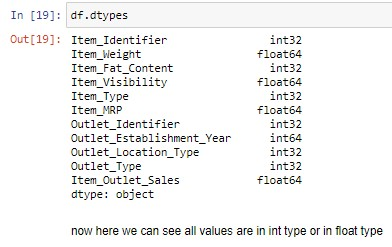 In [19]: df.dtypes
Out[19]: Item_Identifier int32
Item_Weight float64
Item_Fat_Content int32
Item_Visibility float64
Item_Type int32
Item_MRP float64
Outlet_Identifier int32
Outlet_Establishment_Year int64
Outlet_Location_Type int32
Outlet_Type int32
Item_Outlet_Sales float64
dtype: object
now here we can see all values are in int type or in float type